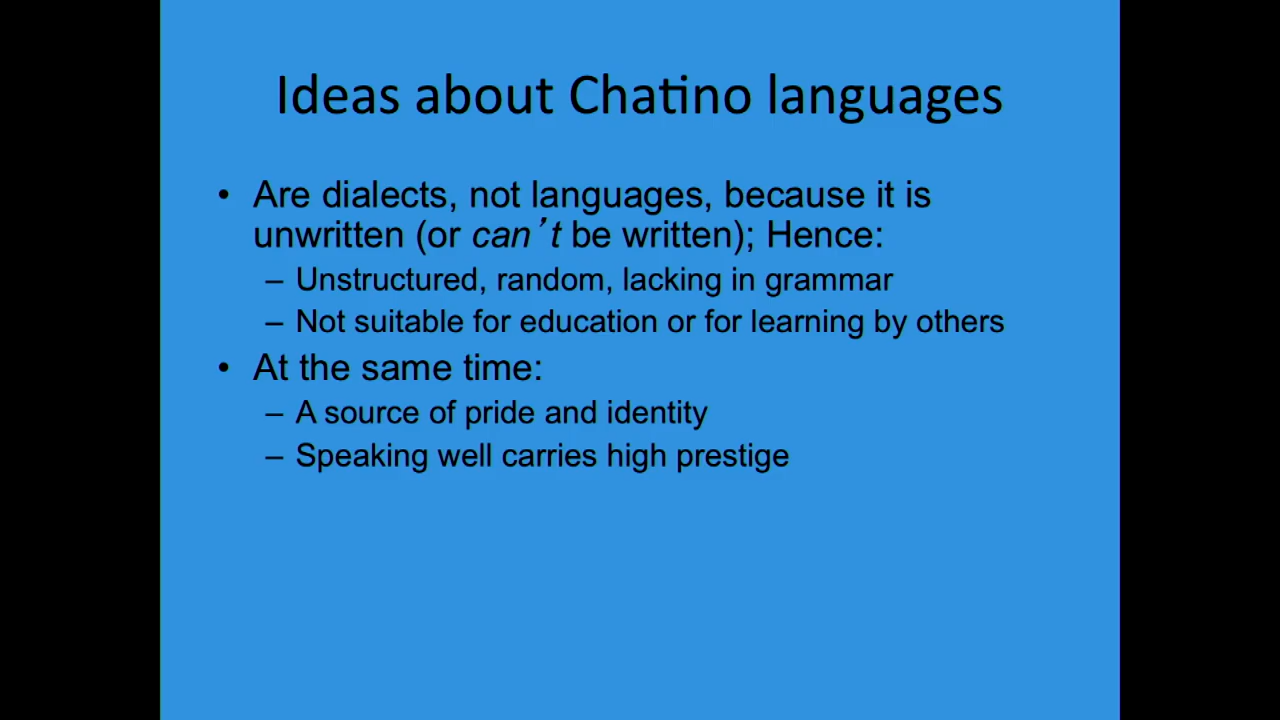 Ideas about Chatino languages
• Are dialects, not languages, because it is
unwritten (or can’t be written); Hence:
– Unstructured, random, lacking in grammar
– Not suitable for education or for learning by others
• At the same time:
– A source of pride and identity
– Speaking well carries high prestige